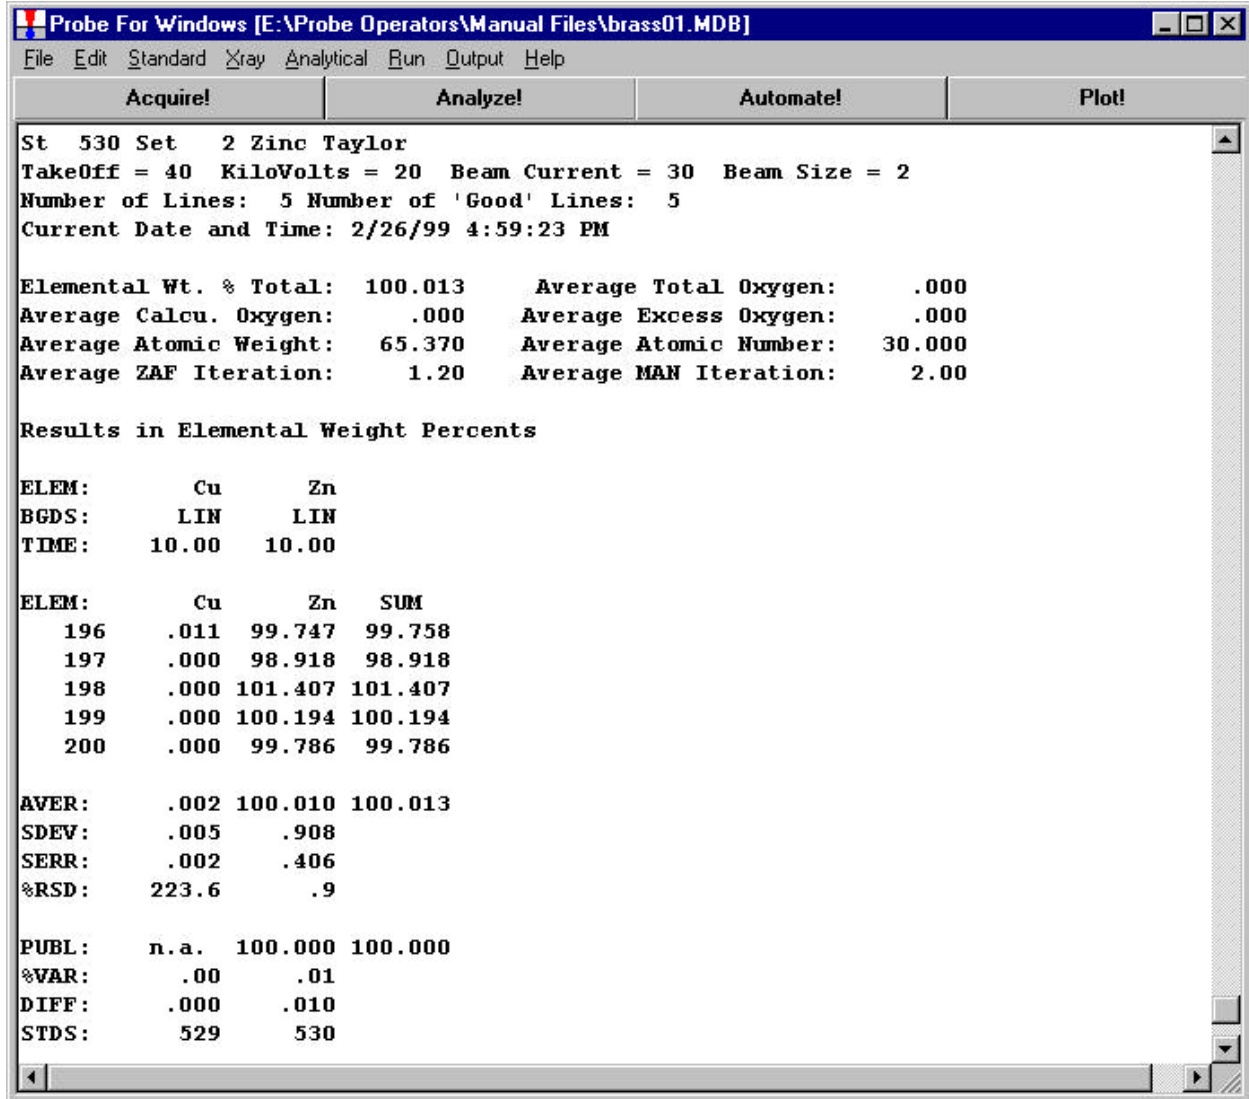 Probe For Windows [E:\Probe Operators\Manual Files\brass01.MDB]
File Edit Standard Xray Analytical Run Output Help
Acquire! Analyze! Automate! Plot!
St 530 Set 2 Zinc Taylor
TakeOff = 40 KiloVolts = 20 Beam Current = 30 Beam Size = 2
Number of Lines: 5 Number of 'Good' Lines: 5
Current Date and Time: 2/26/99 4:59:23 PM
Elemental Wt. % Total: 100.013 Average Total Oxygen: .000
Average Calcu. Oxygen: .000 Average Excess Oxygen: .000
Average Atomic Weight: 65.370 Average Atomic Number: 30.000
Average ZAF Iteration: 1.20 Average MAN Iteration: 2.00
Results in Elemental Weight Percents
ELEM: Cu Zn
BGDS: LIN LIN
TIME: 10.00 10.00
ELEM: Cu Zn SUM
196 .011 99.747 99.758
197 .000 98.918 98.918
198 .000 101.407 101.407
199 .000 100.194 100.194
200 .000 99.786 99.786
AVER: .002 100.010 100.013
SDEV: .005 .908
SERR: .002 .406
%RSD: 223.6 .9
PUBL: n.a. 100.000 100.000
%VAR: .00 .01
DIFF: .000 .010
STDS: 529 530